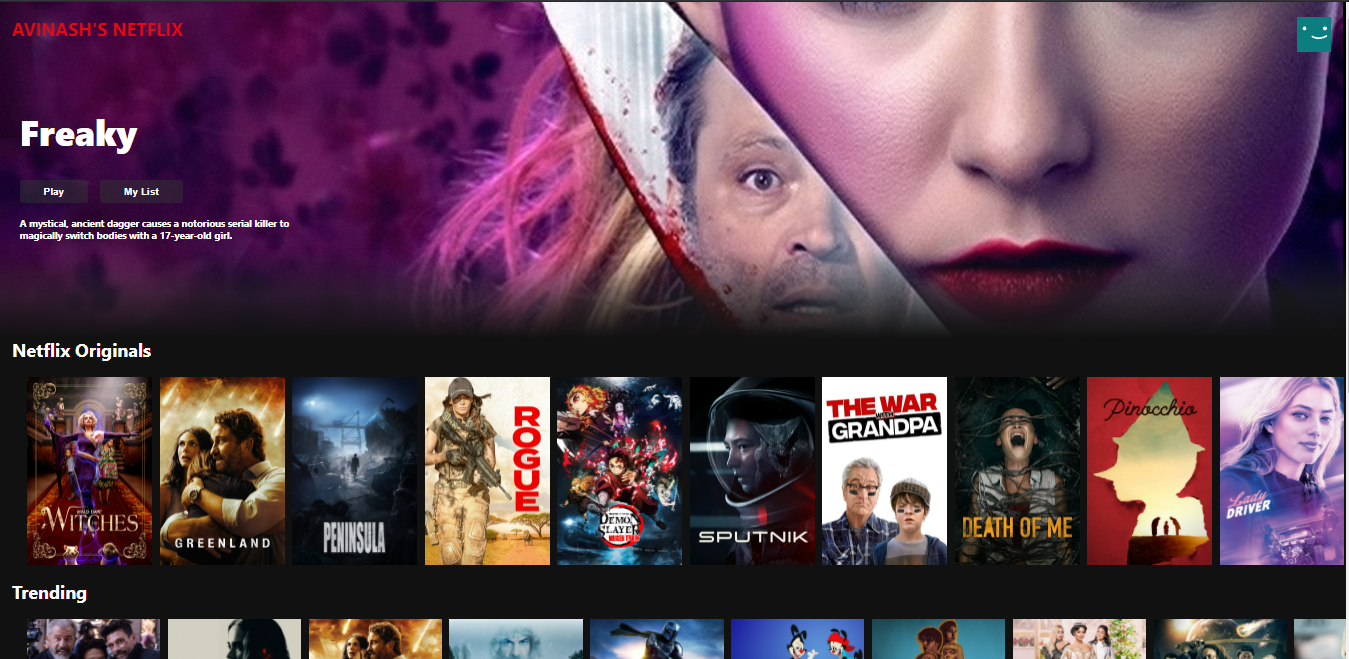 AVINASH'S NETFLIX
Freaky
Play
My List
A mystical, ancient dagger causes a notorious serial killer to
magically switch bodies with a 17-year-old girl.
Netflix Originals
ROALD DAHL'S
WITCHES
GREENLAND
PENINSULA
ROGUE
DEMON
SLAYER
MUGEN TRAIN
SPUTNIK
THE WAR
WITH
GRANDPA
DEATH OF ME
Pinocchio
Lady
DRIVER
Trending